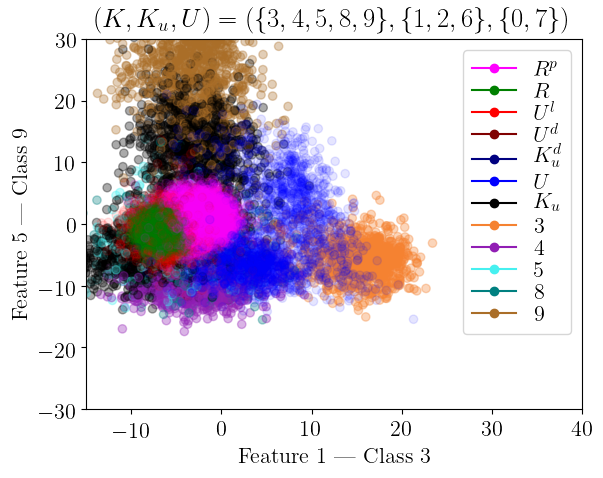 (K, K_u, U) = ({3, 4, 5, 8, 9}, {1, 2, 6}, {0, 7})
30
20
10
0
−10
−20
−30
Feature 5 — Class 9
R^p
R
U^l
U^d
K_u^d
U
K_u
3
4
5
8
9
−10
0
10
20
30
40
Feature 1 — Class 3